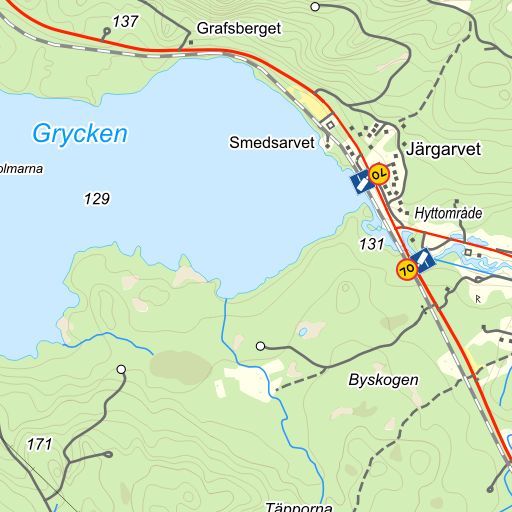 137
Grafsberget
Grycken
Smedsarvet
Järgarvet
olmarna
70
129
Hyttområde
131
70
R
Byskogen
171
Täpporna